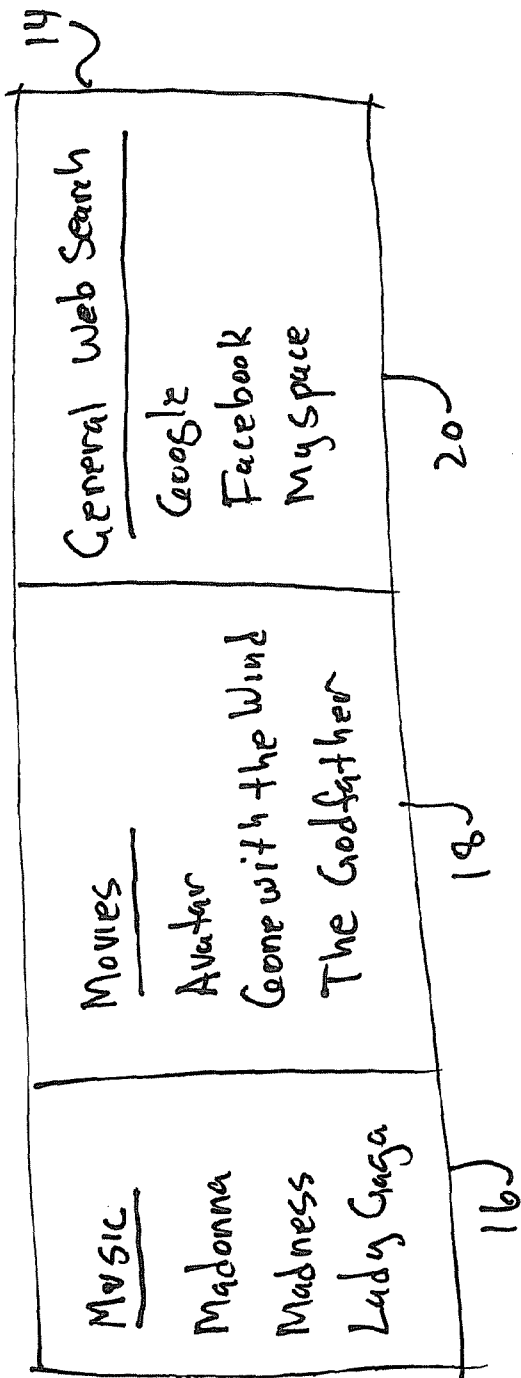 14
Music
Madonna
Madness
Lady Gaga
16
Movies
Avatar
Gone with the Wind
The Godfather
18
General Web Search
Google
Facebook
Myspace
20